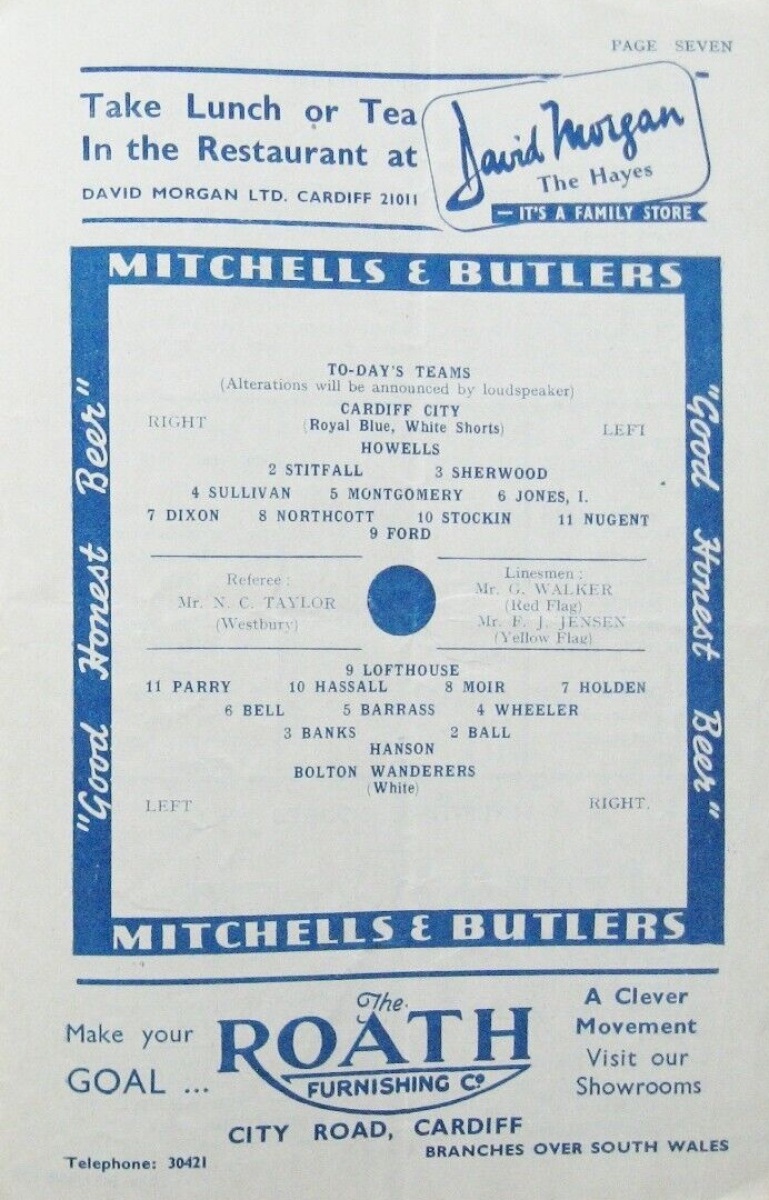 PAGE SEVEN
Take Lunch or Tea
In the Restaurant at
DAVID MORGAN LTD. CARDIFF 21011
David Morgan
The Hayes
— IT'S A FAMILY STORE
MITCHELLS & BUTLERS
"Good Honest Beer"
"Good Honest Beer"
TO-DAY'S TEAMS
(Alterations will be announced by loudspeaker)
CARDIFF CITY
RIGHT (Royal Blue, White Shorts) LEFT
HOWELLS
2 STITFALL 3 SHERWOOD
4 SULLIVAN 5 MONTGOMERY 6 JONES, I.
7 DIXON 8 NORTHCOTT 10 STOCKIN 11 NUGENT
9 FORD
Referee :
Mr. N. C. TAYLOR
(Westbury)
Linesmen :
Mr. G. WALKER
(Red Flag)
Mr. F. J. JENSEN
(Yellow Flag)
9 LOFTHOUSE
11 PARRY 10 HASSALL 8 MOIR 7 HOLDEN
6 BELL 5 BARRASS 4 WHEELER
3 BANKS 2 BALL
HANSON
BOLTON WANDERERS
(White)
LEFT RIGHT.
MITCHELLS & BUTLERS
Make your
GOAL ...
The
ROATH
FURNISHING Co.
CITY ROAD, CARDIFF
A Clever
Movement
Visit our
Showrooms
BRANCHES OVER SOUTH WALES
Telephone: 30421